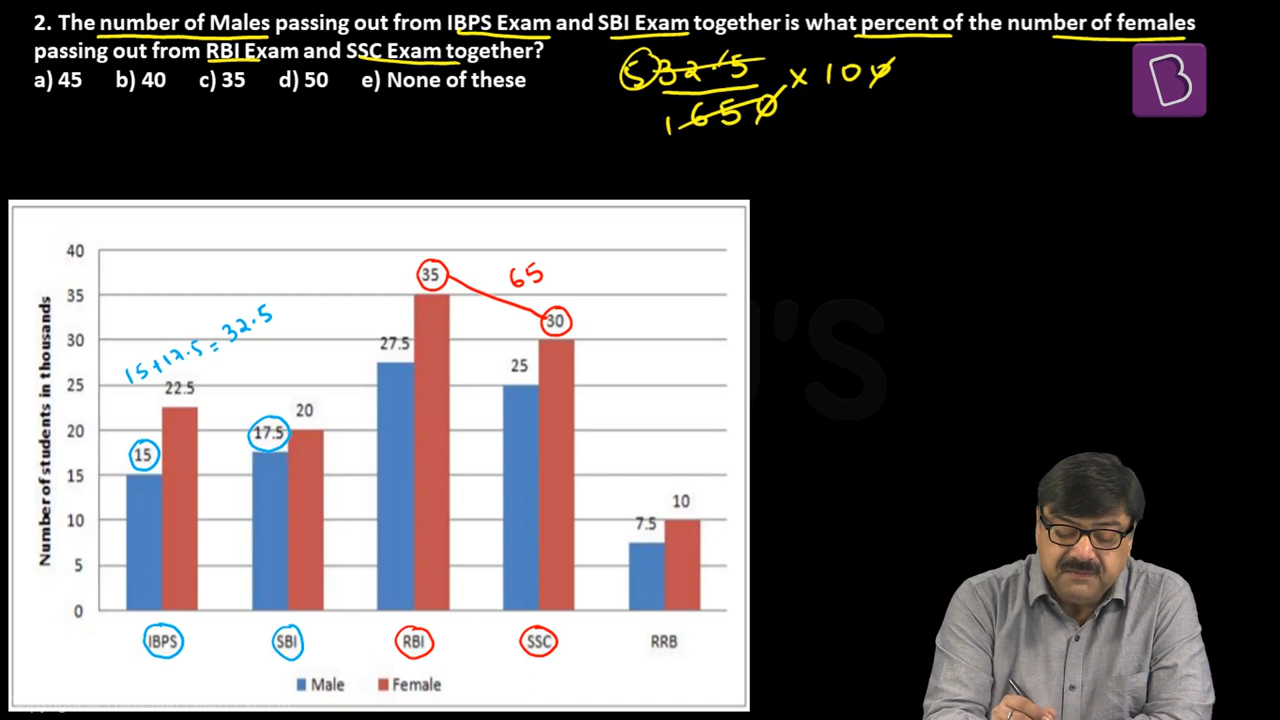 2. The number of Males passing out from IBPS Exam and SBI Exam together is what percent of the number of females
passing out from RBI Exam and SSC Exam together?
a) 45 b) 40 c) 35 d) 50 e) None of these
5 32.5
1650 × 100
B
40
35
30
25
20
15
10
5
0
Number of students in thousands
15+17.5 = 32.5
65
15
22.5
17.5
20
27.5
35
25
30
7.5
10
IBPS SBI RBI SSC RRB
Male Female